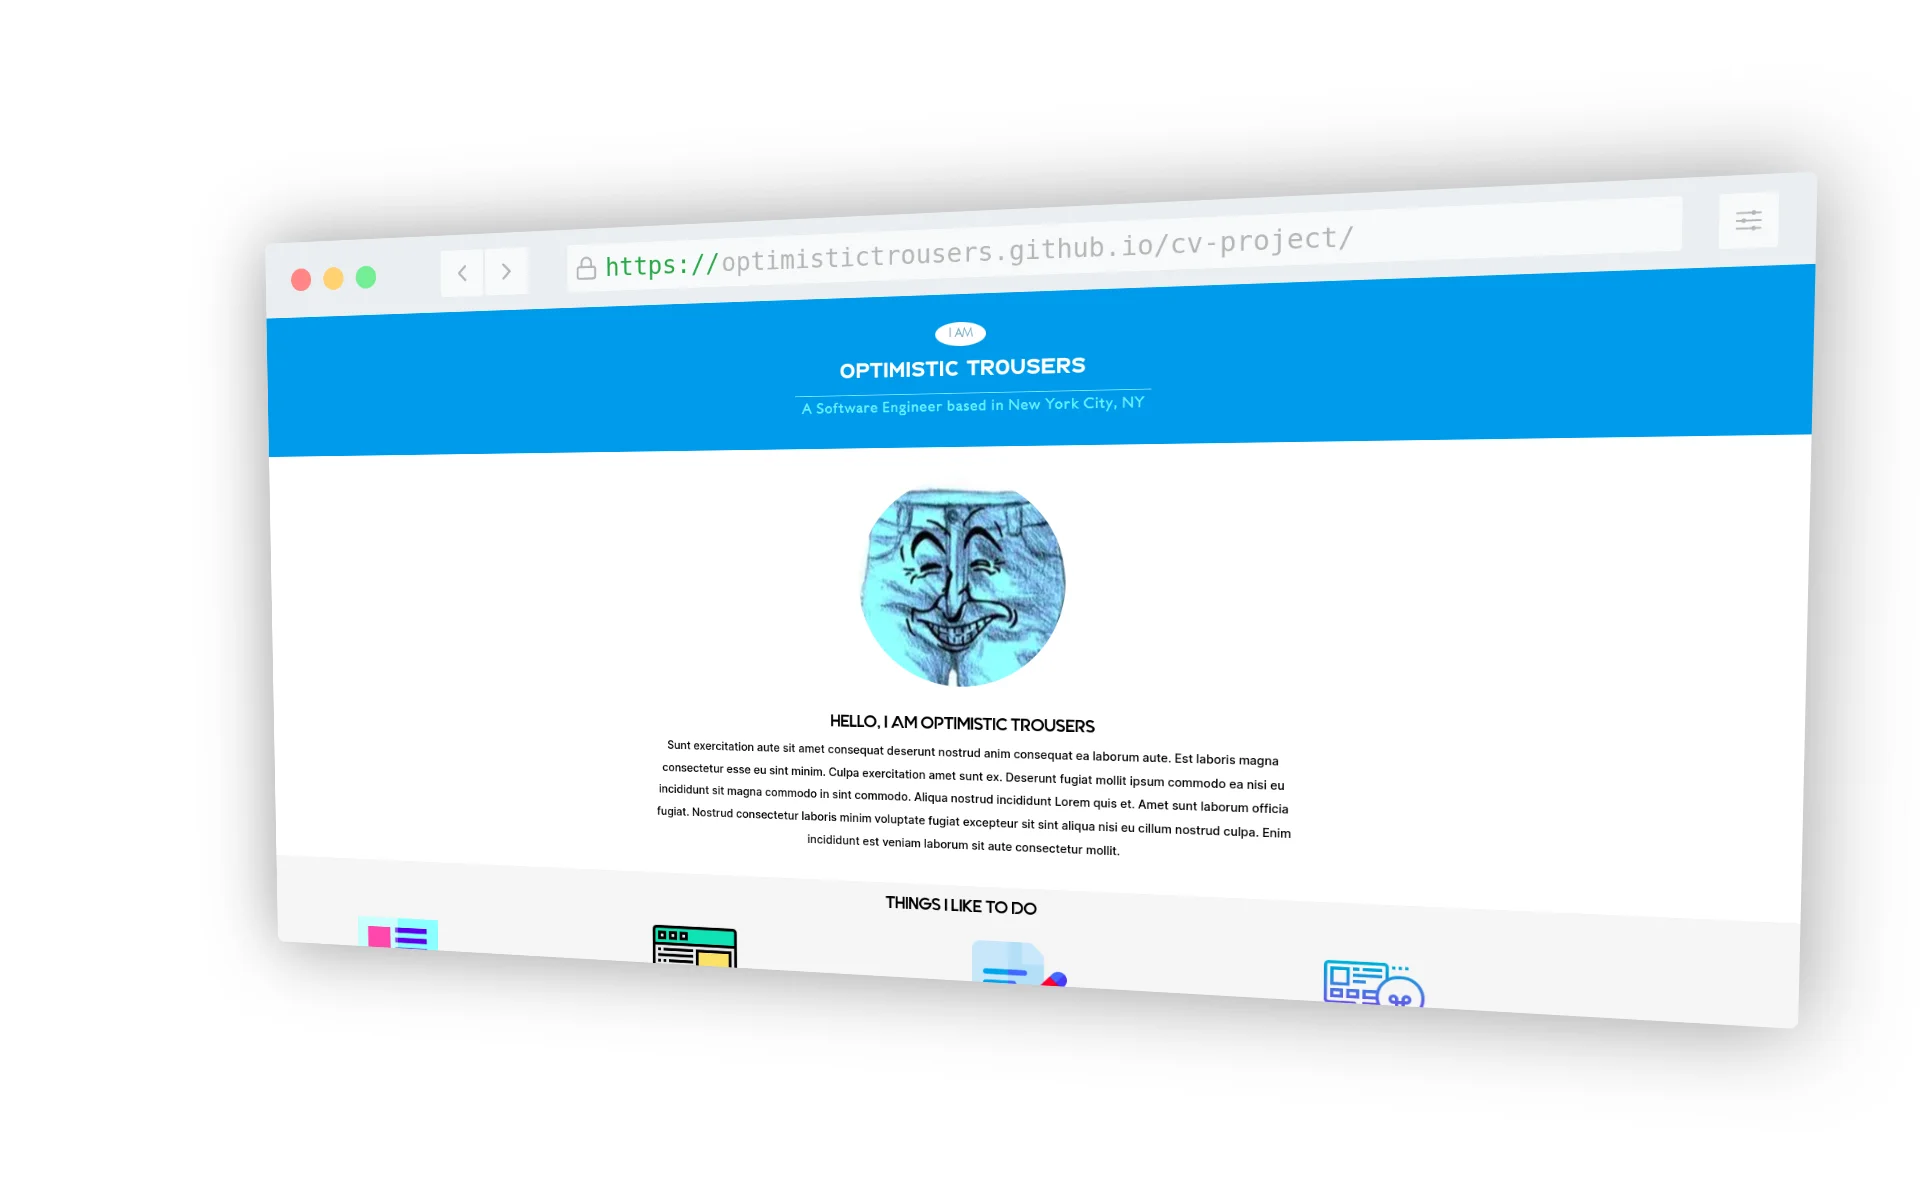 https://optimistictrousers.github.io/cv-project/
I AM
OPTIMISTIC TROUSERS
A Software Engineer based in New York City, NY
HELLO, I AM OPTIMISTIC TROUSERS
Sunt exercitation aute sit amet consequat deserunt nostrud anim consequat ea laborum aute. Est laboris magna
consectetur esse eu sint minim. Culpa exercitation amet sunt ex. Deserunt fugiat mollit ipsum commodo ea nisi eu
incididunt sit magna commodo in sint commodo. Aliqua nostrud incididunt Lorem quis et. Amet sunt laborum officia
fugiat. Nostrud consectetur laboris minim voluptate fugiat excepteur sit sint aliqua nisi eu cillum nostrud culpa. Enim
incididunt est veniam laborum sit aute consectetur mollit.
THINGS I LIKE TO DO